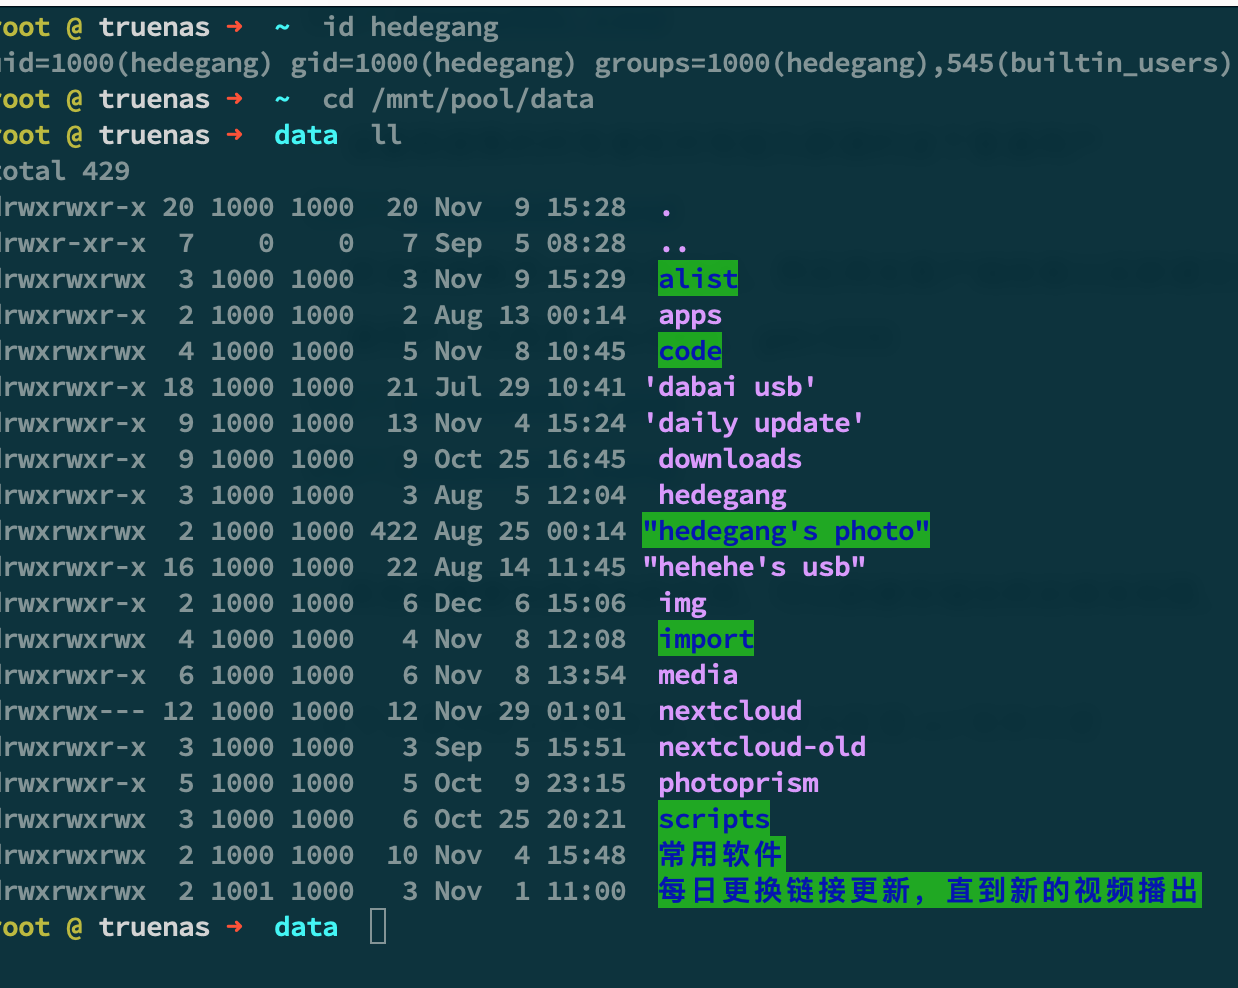 root @ truenas ➜ ~ id hedegang
uid=1000(hedegang) gid=1000(hedegang) groups=1000(hedegang),545(builtin_users)
root @ truenas ➜ ~ cd /mnt/pool/data
root @ truenas ➜ data ll
total 429
drwxrwxr-x 20 1000 1000 20 Nov 9 15:28 .
drwxr-xr-x 7 0 0 7 Sep 5 08:28 ..
drwxrwxrwx 3 1000 1000 3 Nov 9 15:29 alist
drwxrwxr-x 2 1000 1000 2 Aug 13 00:14 apps
drwxrwxrwx 4 1000 1000 5 Nov 8 10:45 code
drwxrwxr-x 18 1000 1000 21 Jul 29 10:41 'dabai usb'
drwxrwxr-x 9 1000 1000 13 Nov 4 15:24 'daily update'
drwxrwxr-x 9 1000 1000 9 Oct 25 16:45 downloads
drwxrwxr-x 3 1000 1000 3 Aug 5 12:04 hedegang
drwxrwxrwx 2 1000 1000 422 Aug 25 00:14 "hedegang's photo"
drwxrwxr-x 16 1000 1000 22 Aug 14 11:45 "hehehe's usb"
drwxrwxr-x 2 1000 1000 6 Dec 6 15:06 img
drwxrwxrwx 4 1000 1000 4 Nov 8 12:08 import
drwxrwxr-x 6 1000 1000 6 Nov 8 13:54 media
drwxrwx--- 12 1000 1000 12 Nov 29 01:01 nextcloud
drwxrwxr-x 3 1000 1000 3 Sep 5 15:51 nextcloud-old
drwxrwxr-x 5 1000 1000 5 Oct 9 23:15 photoprism
drwxrwxrwx 3 1000 1000 6 Oct 25 20:21 scripts
drwxrwxrwx 2 1000 1000 10 Nov 4 15:48 常用软件
drwxrwxrwx 2 1001 1000 3 Nov 1 11:00 每日更换链接更新，直到新的视频播出
root @ truenas ➜ data